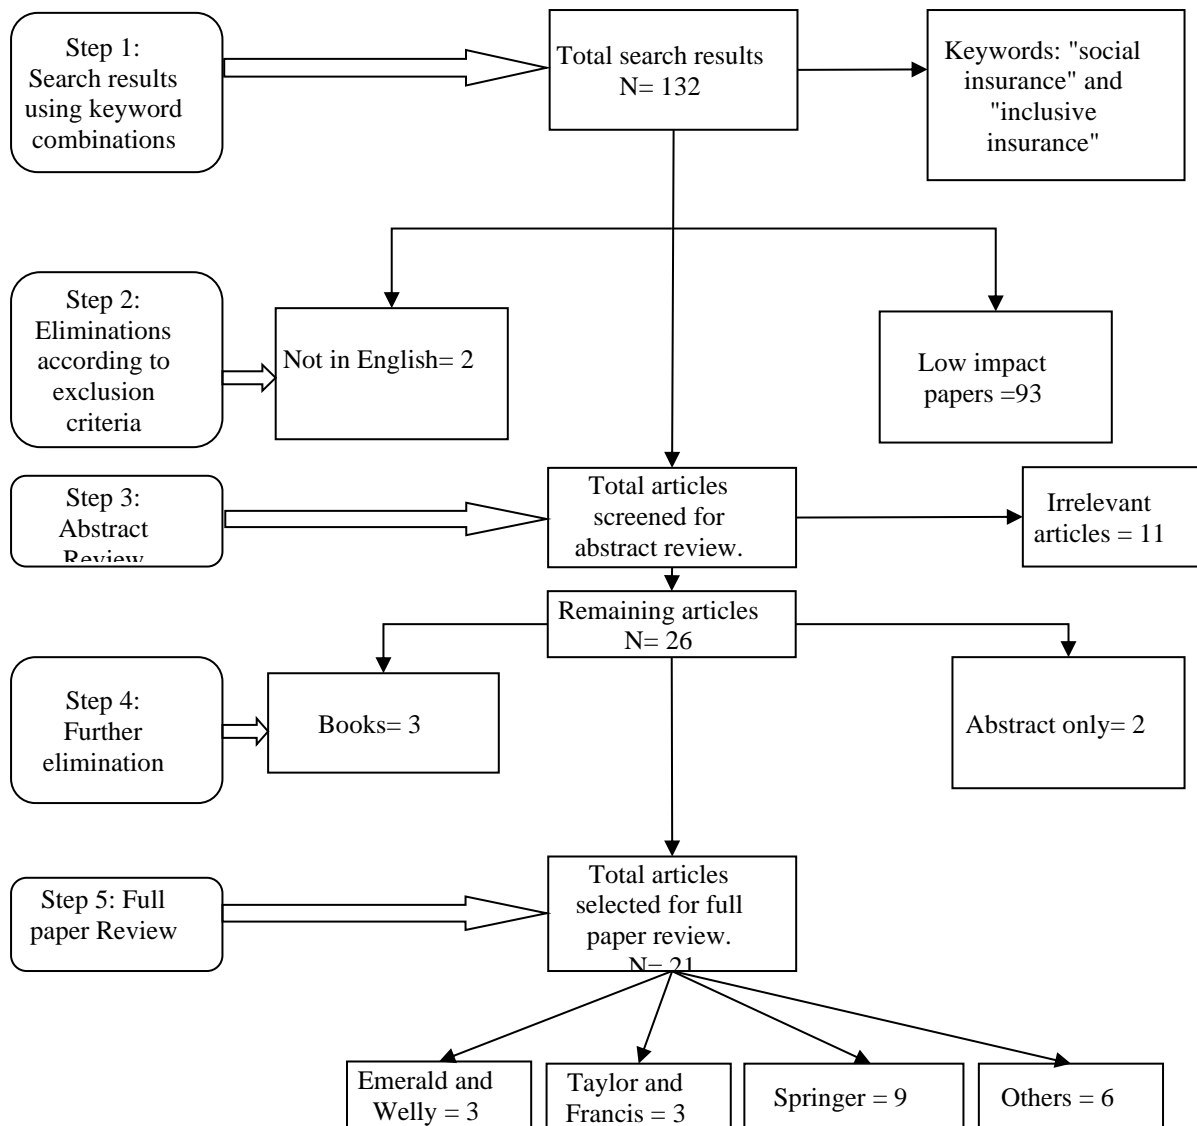 Step 1:
Search results
using keyword
combinations
Total search results
N= 132
Keywords: "social
insurance" and
"inclusive
insurance"
Step 2:
Eliminations
according to
exclusion
criteria
Not in English= 2
Low impact
papers =93
Step 3:
Abstract
Review
Total articles
screened for
abstract review.
Irrelevant
articles = 11
Remaining articles
N= 26
Step 4:
Further
elimination
Books= 3
Abstract only= 2
Step 5: Full
paper Review
Total articles
selected for full
paper review.
N= 21
Emerald and
Welly = 3
Taylor and
Francis = 3
Springer = 9
Others = 6